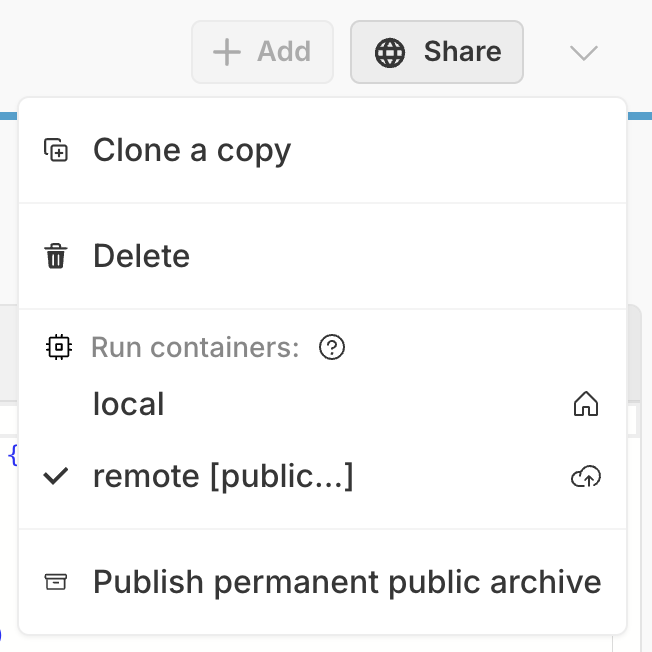 Add
Share
Clone a copy
Delete
Run containers:
local
remote [public...]
{
Publish permanent public archive